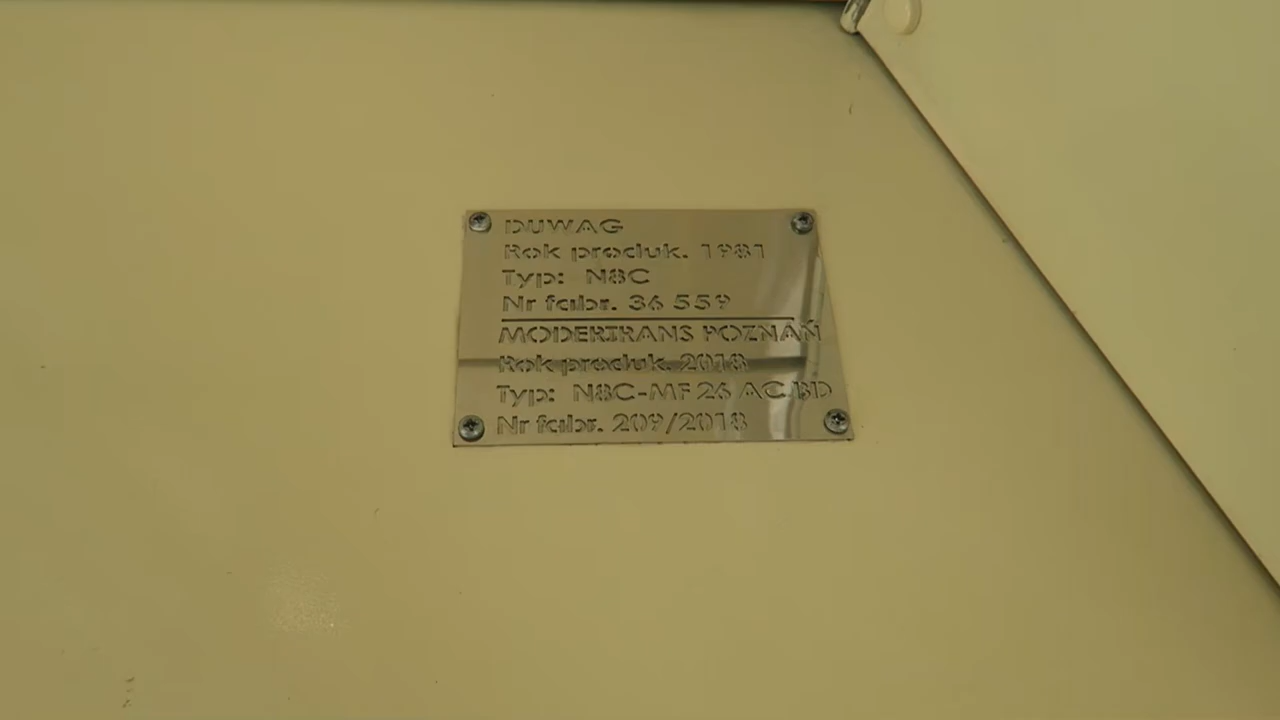 DUWAG
Rok produk. 1981
Typ: N8C
Nr fabr. 36 559
MODERTRANS POZNAŃ
Rok produk. 2018
Typ: N8C-MF 26 AC BD
Nr fabr. 209/2018